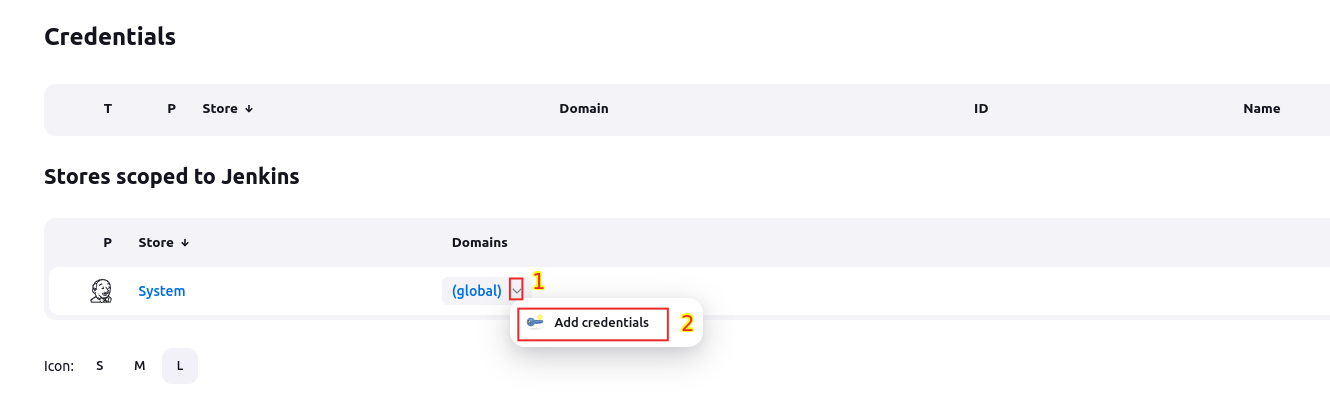 Credentials
T P Store ↓ Domain ID Name
Stores scoped to Jenkins
P Store ↓ Domains
System (global) 1
Add credentials 2
Icon: S M L